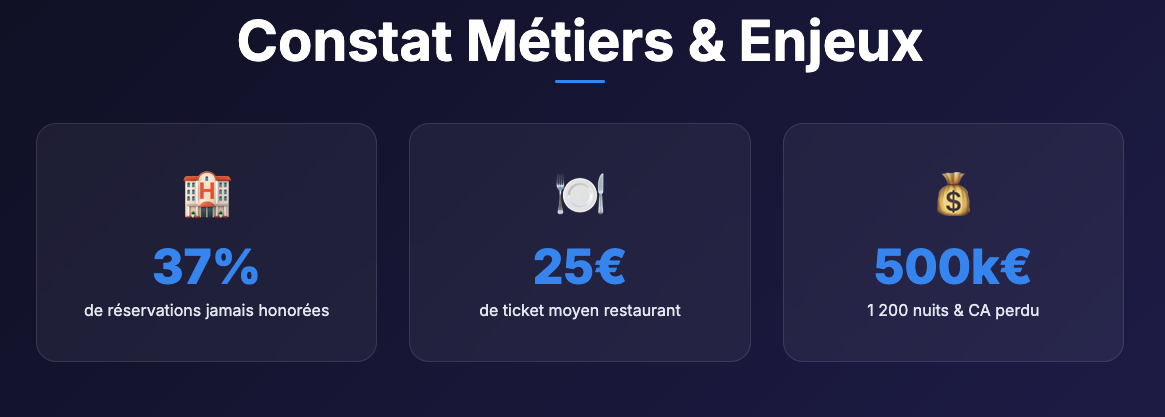 Constat Métiers & Enjeux
37%
de réservations jamais honorées
25€
de ticket moyen restaurant
500k€
1 200 nuits & CA perdu